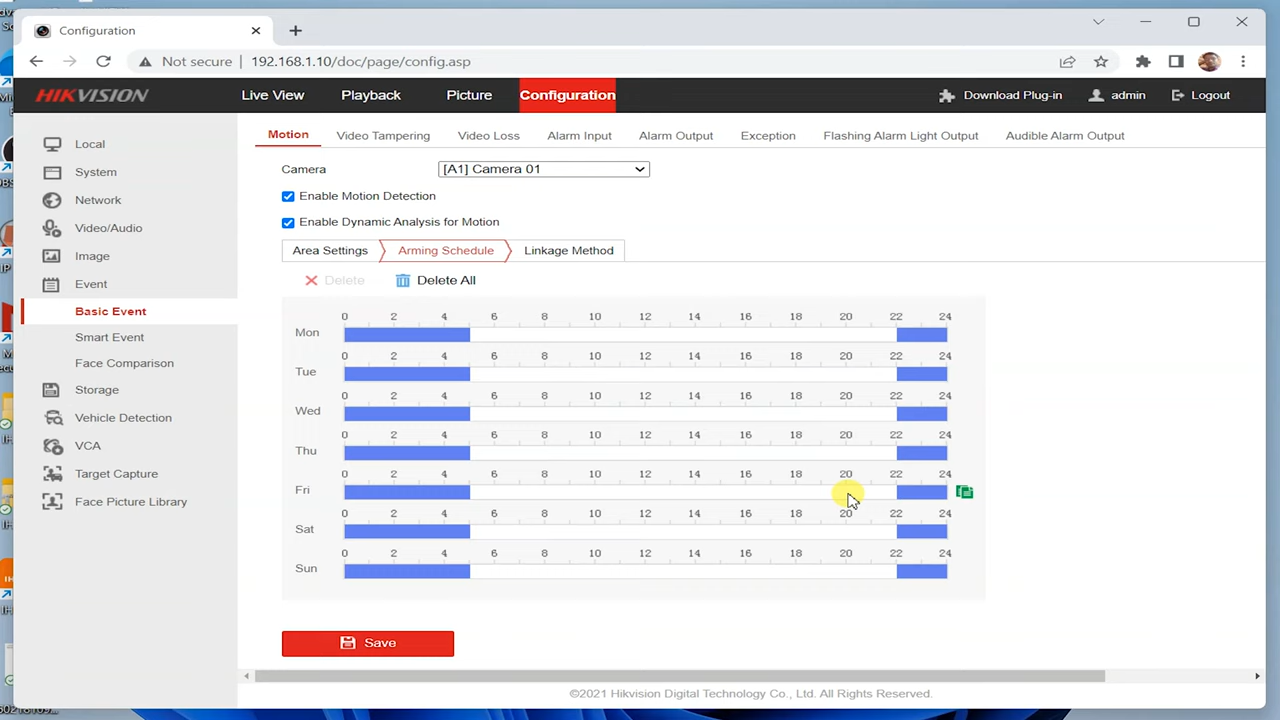 Configuration
Not secure 192.168.1.10/doc/page/config.asp
HIKVISION Live View Playback Picture Configuration Download Plug-in admin Logout
Motion Video Tampering Video Loss Alarm Input Alarm Output Exception Flashing Alarm Light Output Audible Alarm Output
Local
System
Network
Video/Audio
Image
Event
Basic Event
Smart Event
Face Comparison
Storage
Vehicle Detection
VCA
Target Capture
Face Picture Library
Camera [A1] Camera 01
Enable Motion Detection
Enable Dynamic Analysis for Motion
Area Settings Arming Schedule Linkage Method
Delete Delete All
0 2 4 6 8 10 12 14 16 18 20 22 24
Mon
0 2 4 6 8 10 12 14 16 18 20 22 24
Tue
0 2 4 6 8 10 12 14 16 18 20 22 24
Wed
0 2 4 6 8 10 12 14 16 18 20 22 24
Thu
0 2 4 6 8 10 12 14 16 18 20 22 24
Fri
0 2 4 6 8 10 12 14 16 18 20 22 24
Sat
0 2 4 6 8 10 12 14 16 18 20 22 24
Sun
Save
©2021 Hikvision Digital Technology Co., Ltd. All Rights Reserved.